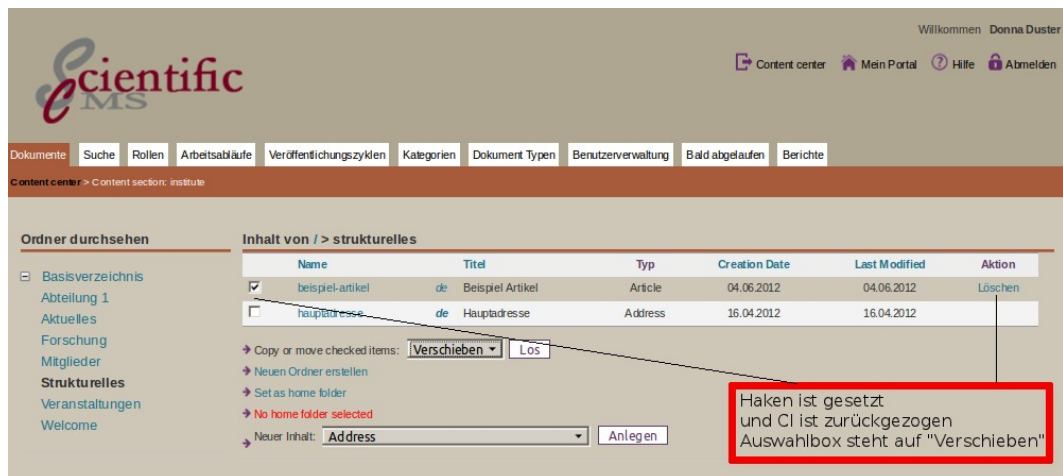 Willkommen Donna Duster
Scientific
CMS
Content center Mein Portal Hilfe Abmelden
Dokumente Suche Rollen Arbeitsabläufe Veröffentlichungszyklen Kategorien Dokument Typen Benutzerverwaltung Bald abgelaufen Berichte
Content center > Content section: institute
Ordner durchsehen
Basisverzeichnis
Abteilung 1
Aktuelles
Forschung
Mitglieder
Strukturelles
Veranstaltungen
Welcome
Inhalt von / > strukturelles
Name Titel Typ Creation Date Last Modified Aktion
beispiel-artikel de Beispiel Artikel Article 04.06.2012 04.06.2012 Löschen
hauptadresse de Hauptadresse Address 16.04.2012 16.04.2012
Copy or move checked items: Verschieben Los
Neuen Ordner erstellen
Set as home folder
No home folder selected
Neuer Inhalt: Address Anlegen
Haken ist gesetzt
und CI ist zurückgezogen
Auswahlbox steht auf "Verschieben"